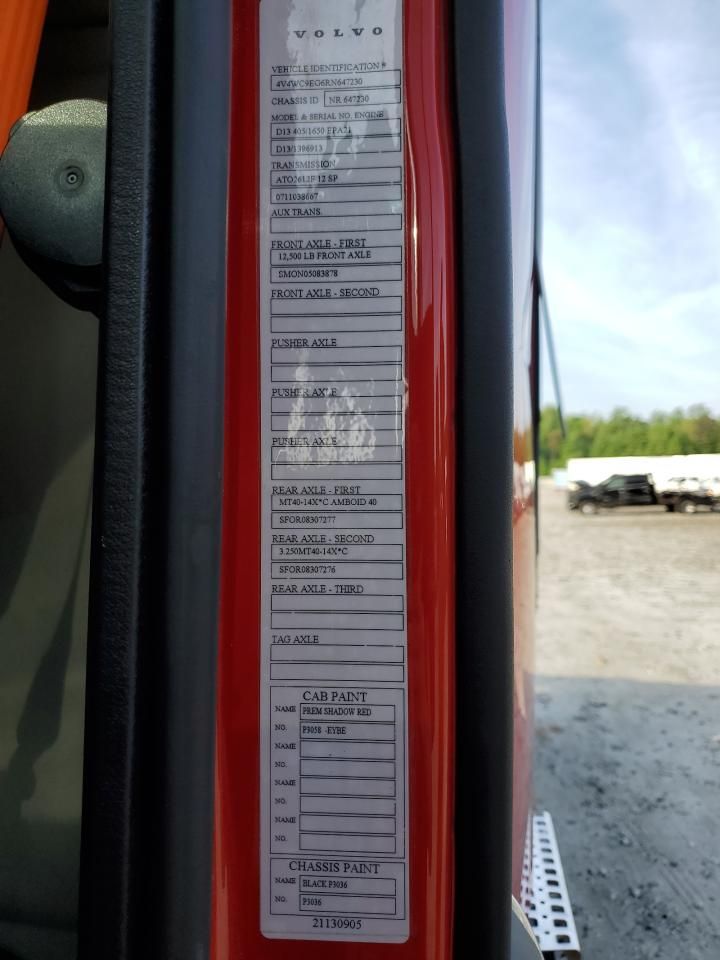 VOLVO
VEHICLE IDENTIFICATION #
4V4WC9EG6RN647230
CHASSIS ID NR 647230
MODEL & SERIAL NO. ENGINE
D13 405/1650 EPA21
D13/1396913
TRANSMISSION
ATO2612F 12 SP
0711038667
AUX TRANS.
FRONT AXLE - FIRST
12,500 LB FRONT AXLE
SMON05083878
FRONT AXLE - SECOND
PUSHER AXLE
PUSHER AXLE
PUSHER AXLE
REAR AXLE - FIRST
MT40-14X*C AMBOID 40
SFOR08307277
REAR AXLE - SECOND
3.250MT40-14X*C
SFOR08307276
REAR AXLE - THIRD
TAG AXLE
CAB PAINT
NAME PREM SHADOW RED
NO. P3058 -EYBE
NAME
NO.
NAME
NO.
NAME
NO.
CHASSIS PAINT
NAME BLACK P3036
NO. P3036
21130905